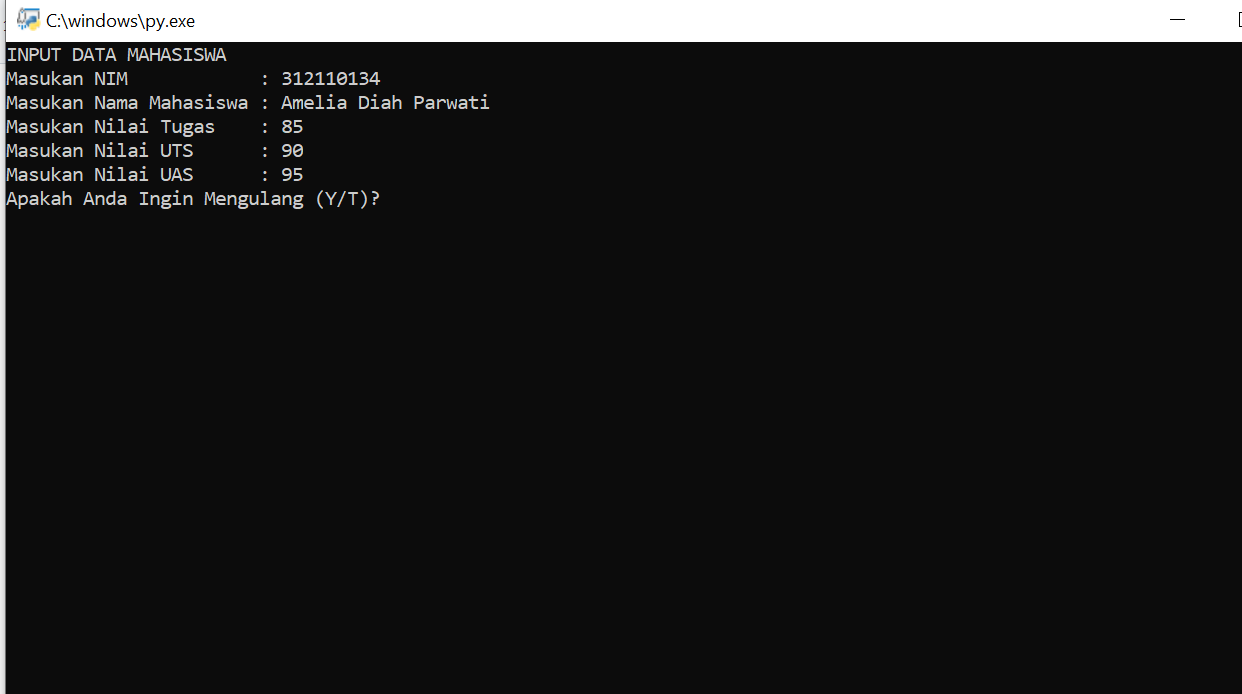 C:\windows\py.exe
INPUT DATA MAHASISWA
Masukan NIM            : 312110134
Masukan Nama Mahasiswa : Amelia Diah Parwati
Masukan Nilai Tugas    : 85
Masukan Nilai UTS      : 90
Masukan Nilai UAS      : 95
Apakah Anda Ingin Mengulang (Y/T)?